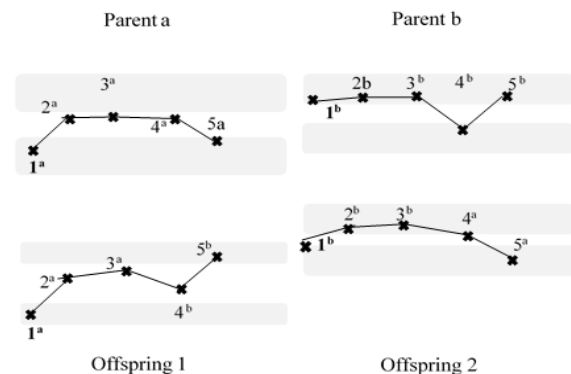 Parent a
Parent b
3ᵃ
2ᵃ
4ᵃ
5a
1ᵃ
2b
3ᵇ
4ᵇ
5ᵇ
1ᵇ
5ᵇ
3ᵃ
2ᵃ
4ᵇ
1ᵃ
2ᵇ
3ᵇ
4ᵃ
1ᵇ
5ᵃ
Offspring 1
Offspring 2